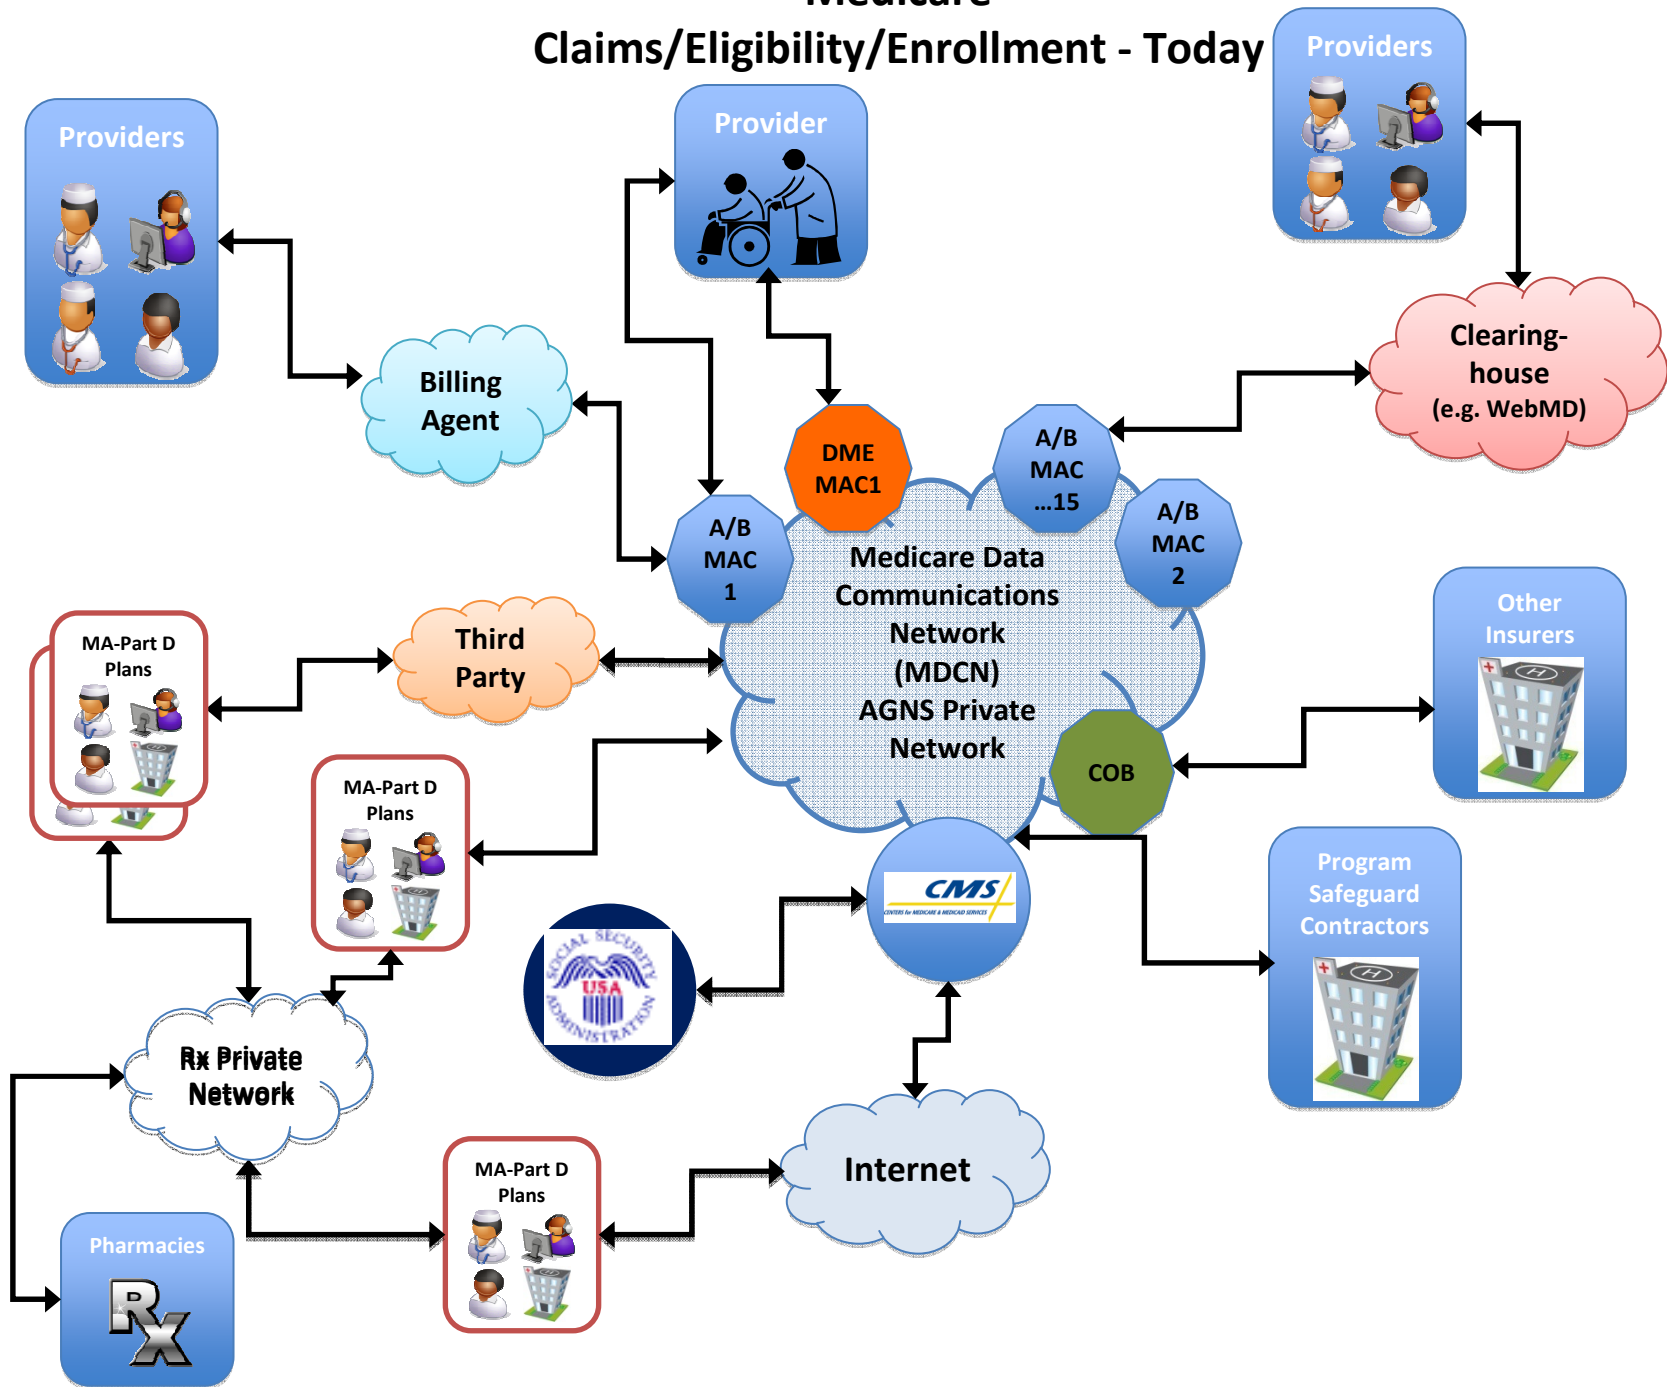 Medicare
Claims/Eligibility/Enrollment - Today
Providers
Provider
Providers
Billing
Agent
Clearing-
house
(e.g. WebMD)
DME
MAC1
A/B
MAC
...15
A/B
MAC
2
A/B
MAC
1
Medicare Data
Communications
Network
(MDCN)
AGNS Private
Network
Third
Party
MA-Part D
Plans
MA-Part D
Plans
Other
Insurers
COB
Program
Safeguard
Contractors
CMS
CENTERS for MEDICARE & MEDICAID SERVICES
SOCIAL SECURITY
USA
ADMINISTRATION
Rx Private
Network
Internet
MA-Part D
Plans
Pharmacies
Rx